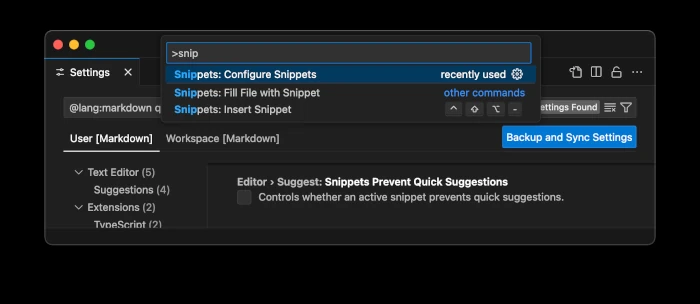 >snip
Settings
Snippets: Configure Snippets
recently used
Snippets: Fill File with Snippet
other commands
Snippets: Insert Snippet
^ ⇧ ⌥ -
@lang:markdown q
ettings Found
User [Markdown]
Workspace [Markdown]
Backup and Sync Settings
Text Editor (5)
Suggestions (4)
Extensions (2)
TypeScript (2)
Editor › Suggest: Snippets Prevent Quick Suggestions
Controls whether an active snippet prevents quick suggestions.